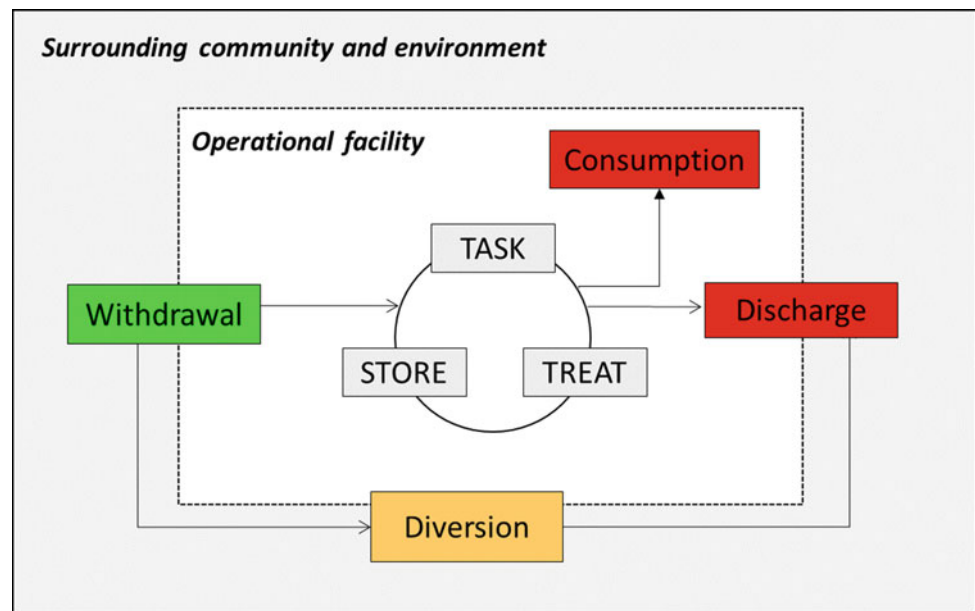 Surrounding community and environment
Operational facility
Consumption
TASK
Withdrawal
Discharge
STORE
TREAT
Diversion